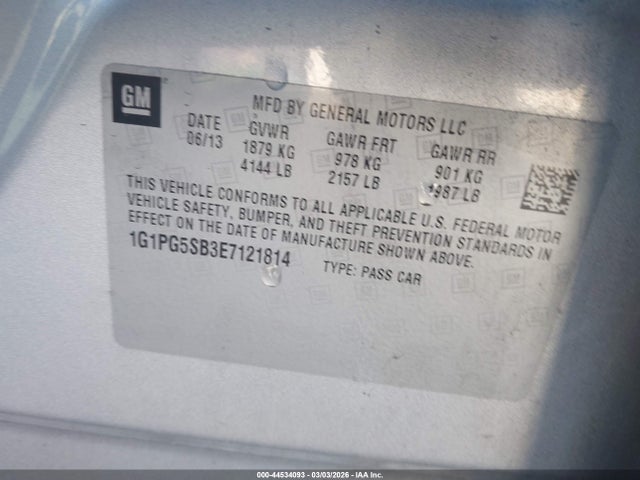 GM
MFD BY GENERAL MOTORS LLC
DATE GVWR GAWR FRT GAWR RR
06/13 1879 KG 978 KG 901 KG
4144 LB 2157 LB 1987 LB
THIS VEHICLE CONFORMS TO ALL APPLICABLE U.S. FEDERAL MOTOR
VEHICLE SAFETY, BUMPER, AND THEFT PREVENTION STANDARDS IN
EFFECT ON THE DATE OF MANUFACTURE SHOWN ABOVE.
1G1PG5SB3E7121814 TYPE: PASS CAR
000-44534093 - 03/03/2026 - IAA Inc.